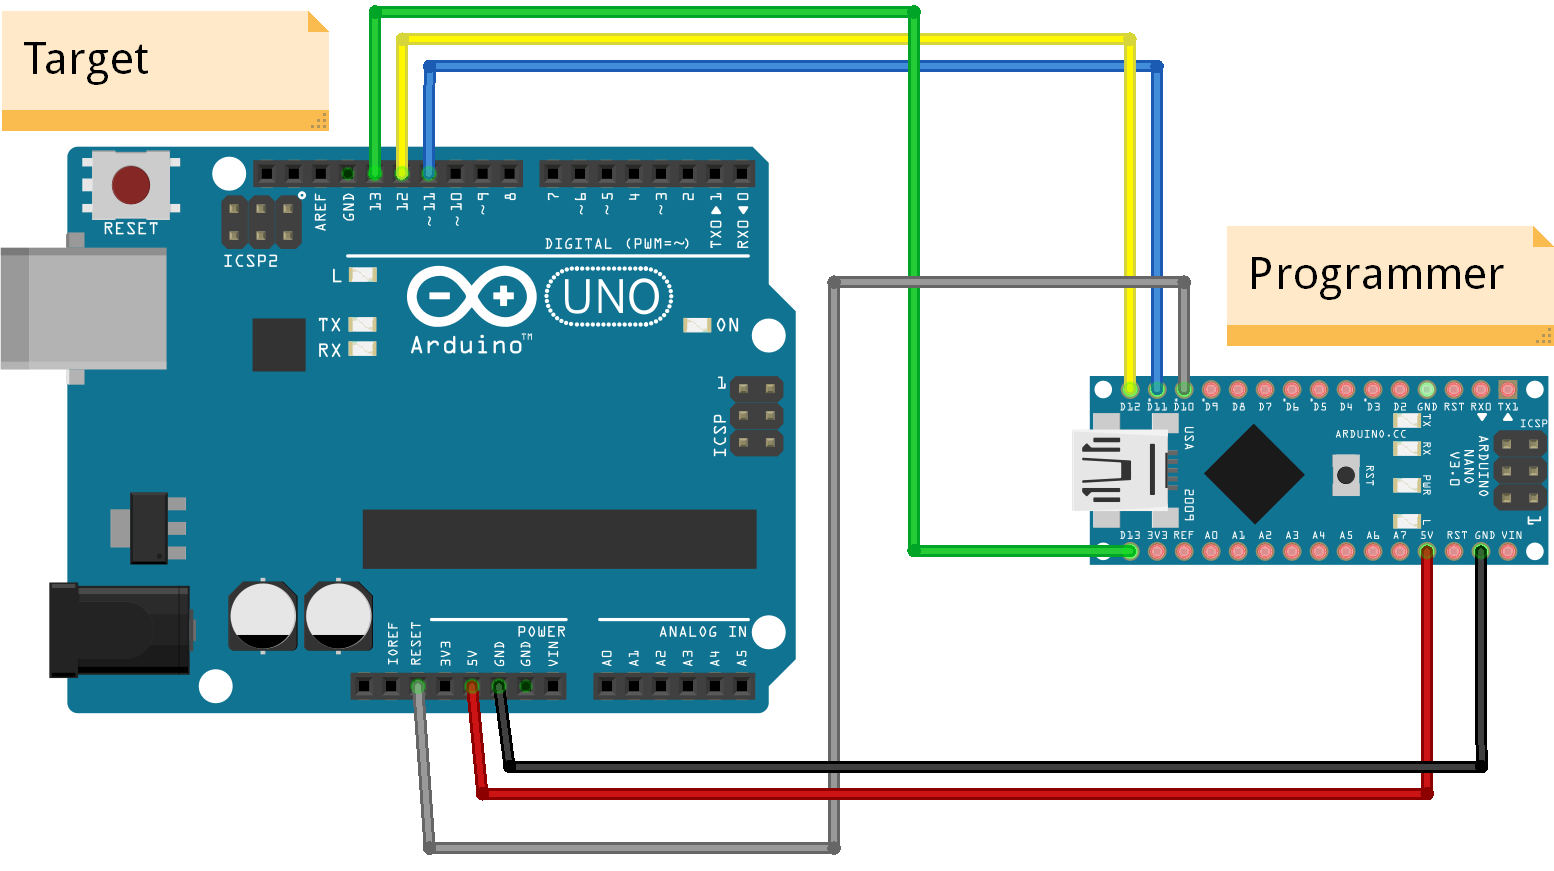 Target
RESET
ICSP2
AREF
GND
13
12
~11
~10
~9
8
7
~6
~5
4
~3
2
TX0▶1
RX0◀0
DIGITAL (PWM=~)
L
TX
RX
UNO
Arduino™
ON
1
ICSP
IOREF
RESET
3V3
5V
GND
GND
VIN
POWER
A0
A1
A2
A3
A4
A5
ANALOG IN
Programmer
D12 D11 D10 D9 D8 D7 D6 D5 D4 D3 D2 GND RST RX0 TX1
ICSP
ARDUINO.CC
TX
RX
PWR
L
RST
ARDUINO
NANO
V3.0
USA
2009
1
D13 3V3 REF A0 A1 A2 A3 A4 A5 A6 A7 5V RST GND VIN